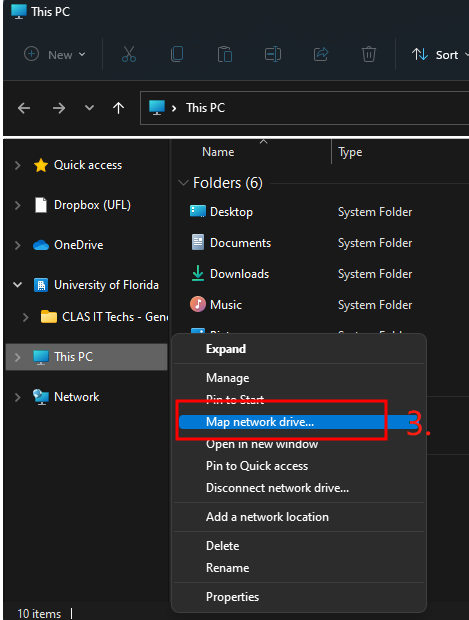 This PC
New
Sort
This PC
Name
Type
Folders (6)
Quick access
Desktop
System Folder
Dropbox (UFL)
Documents
System Folder
OneDrive
Downloads
System Folder
University of Florida
Music
System Folder
CLAS IT Techs - Gene
System Folder
This PC
Network
Expand
Manage
Pin to Start
Map network drive...
3.
Open in new window
Pin to Quick access
Disconnect network drive...
Add a network location
Delete
Rename
Properties
10 items